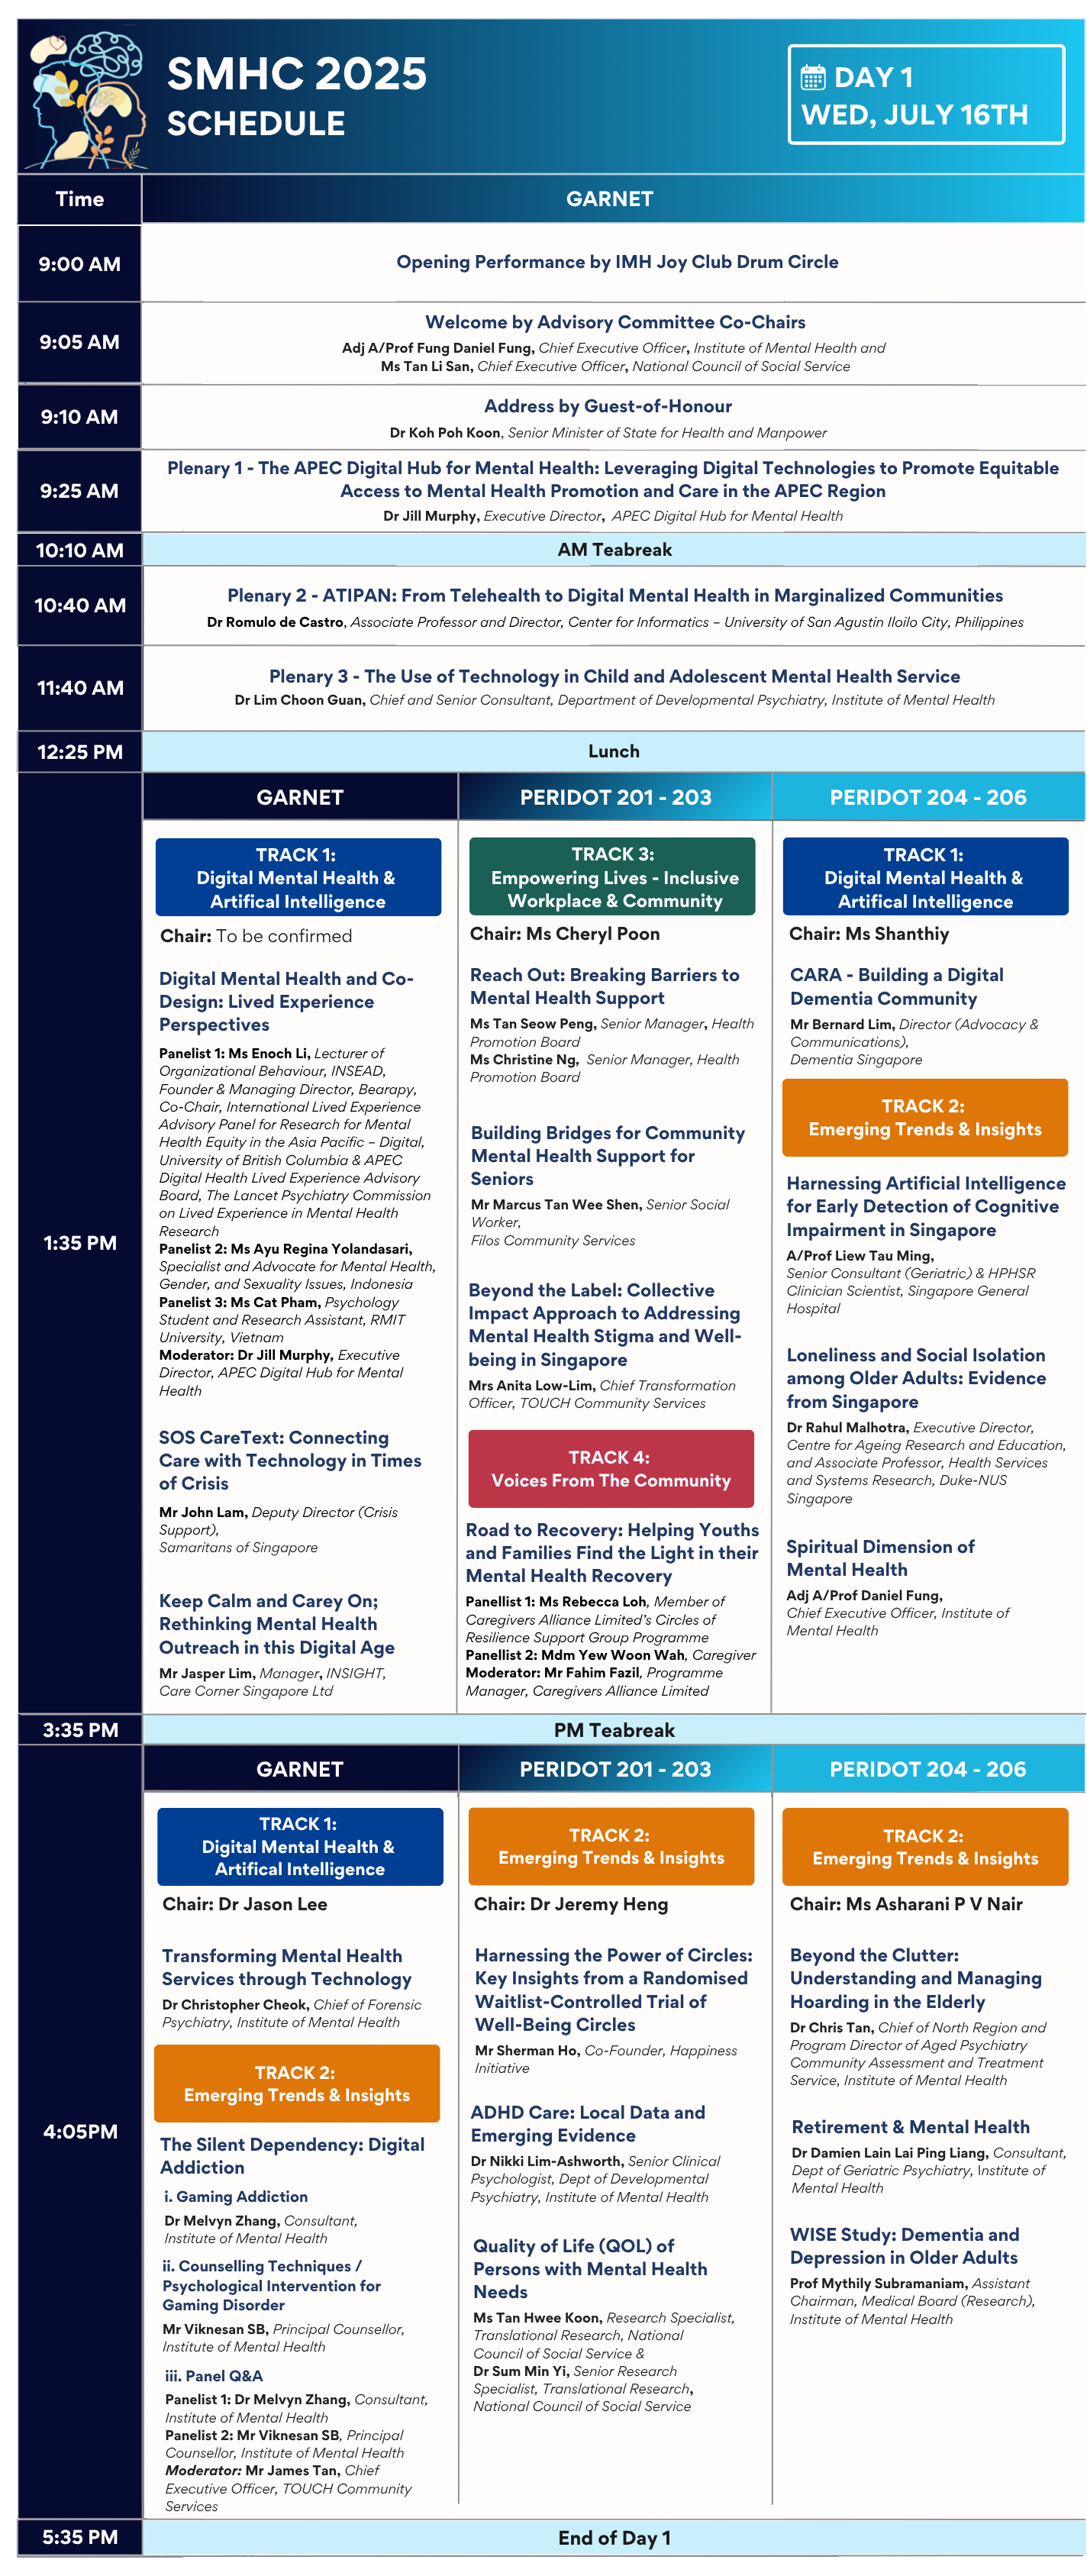 SMHC 2025
SCHEDULE
DAY 1
WED, JULY 16TH
Time
GARNET
9:00 AM
Opening Performance by IMH Joy Club Drum Circle
9:05 AM
Welcome by Advisory Committee Co-Chairs
Adj A/Prof Fung Daniel Fung, Chief Executive Officer, Institute of Mental Health and
Ms Tan Li San, Chief Executive Officer, National Council of Social Service
9:10 AM
Address by Guest-of-Honour
Dr Koh Poh Koon, Senior Minister of State for Health and Manpower
9:25 AM
Plenary 1 - The APEC Digital Hub for Mental Health: Leveraging Digital Technologies to Promote Equitable
Access to Mental Health Promotion and Care in the APEC Region
Dr Jill Murphy, Executive Director, APEC Digital Hub for Mental Health
10:10 AM
AM Teabreak
10:40 AM
Plenary 2 - ATIPAN: From Telehealth to Digital Mental Health in Marginalized Communities
Dr Romulo de Castro, Associate Professor and Director, Center for Informatics – University of San Agustin Iloilo City, Philippines
11:40 AM
Plenary 3 - The Use of Technology in Child and Adolescent Mental Health Service
Dr Lim Choon Guan, Chief and Senior Consultant, Department of Developmental Psychiatry, Institute of Mental Health
12:25 PM
Lunch
1:35 PM
GARNET
TRACK 1:
Digital Mental Health &
Artifical Intelligence
Chair: To be confirmed
Digital Mental Health and Co-
Design: Lived Experience
Perspectives
Panelist 1: Ms Enoch Li, Lecturer of
Organizational Behaviour, INSEAD,
Founder & Managing Director, Bearapy,
Co-Chair, International Lived Experience
Advisory Panel for Research for Mental
Health Equity in the Asia Pacific – Digital,
University of British Columbia & APEC
Digital Health Lived Experience Advisory
Board, The Lancet Psychiatry Commission
on Lived Experience in Mental Health
Research
Panelist 2: Ms Ayu Regina Yolandasari,
Specialist and Advocate for Mental Health,
Gender, and Sexuality Issues, Indonesia
Panelist 3: Ms Cat Pham, Psychology
Student and Research Assistant, RMIT
University, Vietnam
Moderator: Dr Jill Murphy, Executive
Director, APEC Digital Hub for Mental
Health
SOS CareText: Connecting
Care with Technology in Times
of Crisis
Mr John Lam, Deputy Director (Crisis
Support),
Samaritans of Singapore
Keep Calm and Carey On;
Rethinking Mental Health
Outreach in this Digital Age
Mr Jasper Lim, Manager, INSIGHT,
Care Corner Singapore Ltd
PERIDOT 201 - 203
TRACK 3:
Empowering Lives - Inclusive
Workplace & Community
Chair: Ms Cheryl Poon
Reach Out: Breaking Barriers to
Mental Health Support
Ms Tan Seow Peng, Senior Manager, Health
Promotion Board
Ms Christine Ng, Senior Manager, Health
Promotion Board
Building Bridges for Community
Mental Health Support for
Seniors
Mr Marcus Tan Wee Shen, Senior Social
Worker,
Filos Community Services
Beyond the Label: Collective
Impact Approach to Addressing
Mental Health Stigma and Well-
being in Singapore
Mrs Anita Low-Lim, Chief Transformation
Officer, TOUCH Community Services
TRACK 4:
Voices From The Community
Road to Recovery: Helping Youths
and Families Find the Light in their
Mental Health Recovery
Panellist 1: Ms Rebecca Loh, Member of
Caregivers Alliance Limited's Circles of
Resilience Support Group Programme
Panellist 2: Mdm Yew Woon Wah, Caregiver
Moderator: Mr Fahim Fazil, Programme
Manager, Caregivers Alliance Limited
PERIDOT 204 - 206
TRACK 1:
Digital Mental Health &
Artifical Intelligence
Chair: Ms Shanthiy
CARA - Building a Digital
Dementia Community
Mr Bernard Lim, Director (Advocacy &
Communications),
Dementia Singapore
TRACK 2:
Emerging Trends & Insights
Harnessing Artificial Intelligence
for Early Detection of Cognitive
Impairment in Singapore
A/Prof Liew Tau Ming,
Senior Consultant (Geriatric) & HPHSR
Clinician Scientist, Singapore General
Hospital
Loneliness and Social Isolation
among Older Adults: Evidence
from Singapore
Dr Rahul Malhotra, Executive Director,
Centre for Ageing Research and Education,
and Associate Professor, Health Services
and Systems Research, Duke-NUS
Singapore
Spiritual Dimension of
Mental Health
Adj A/Prof Daniel Fung,
Chief Executive Officer, Institute of
Mental Health
3:35 PM
PM Teabreak
4:05PM
GARNET
TRACK 1:
Digital Mental Health &
Artifical Intelligence
Chair: Dr Jason Lee
Transforming Mental Health
Services through Technology
Dr Christopher Cheok, Chief of Forensic
Psychiatry, Institute of Mental Health
TRACK 2:
Emerging Trends & Insights
The Silent Dependency: Digital
Addiction
i. Gaming Addiction
Dr Melvyn Zhang, Consultant,
Institute of Mental Health
ii. Counselling Techniques /
Psychological Intervention for
Gaming Disorder
Mr Viknesan SB, Principal Counsellor,
Institute of Mental Health
iii. Panel Q&A
Panelist 1: Dr Melvyn Zhang, Consultant,
Institute of Mental Health
Panelist 2: Mr Viknesan SB, Principal
Counsellor, Institute of Mental Health
Moderator: Mr James Tan, Chief
Executive Officer, TOUCH Community
Services
PERIDOT 201 - 203
TRACK 2:
Emerging Trends & Insights
Chair: Dr Jeremy Heng
Harnessing the Power of Circles:
Key Insights from a Randomised
Waitlist-Controlled Trial of
Well-Being Circles
Mr Sherman Ho, Co-Founder, Happiness
Initiative
ADHD Care: Local Data and
Emerging Evidence
Dr Nikki Lim-Ashworth, Senior Clinical
Psychologist, Dept of Developmental
Psychiatry, Institute of Mental Health
Quality of Life (QOL) of
Persons with Mental Health
Needs
Ms Tan Hwee Koon, Research Specialist,
Translational Research, National
Council of Social Service &
Dr Sum Min Yi, Senior Research
Specialist, Translational Research,
National Council of Social Service
PERIDOT 204 - 206
TRACK 2:
Emerging Trends & Insights
Chair: Ms Asharani P V Nair
Beyond the Clutter:
Understanding and Managing
Hoarding in the Elderly
Dr Chris Tan, Chief of North Region and
Program Director of Aged Psychiatry
Community Assessment and Treatment
Service, Institute of Mental Health
Retirement & Mental Health
Dr Damien Lain Lai Ping Liang, Consultant,
Dept of Geriatric Psychiatry, Institute of
Mental Health
WISE Study: Dementia and
Depression in Older Adults
Prof Mythily Subramaniam, Assistant
Chairman, Medical Board (Research),
Institute of Mental Health
5:35 PM
End of Day 1